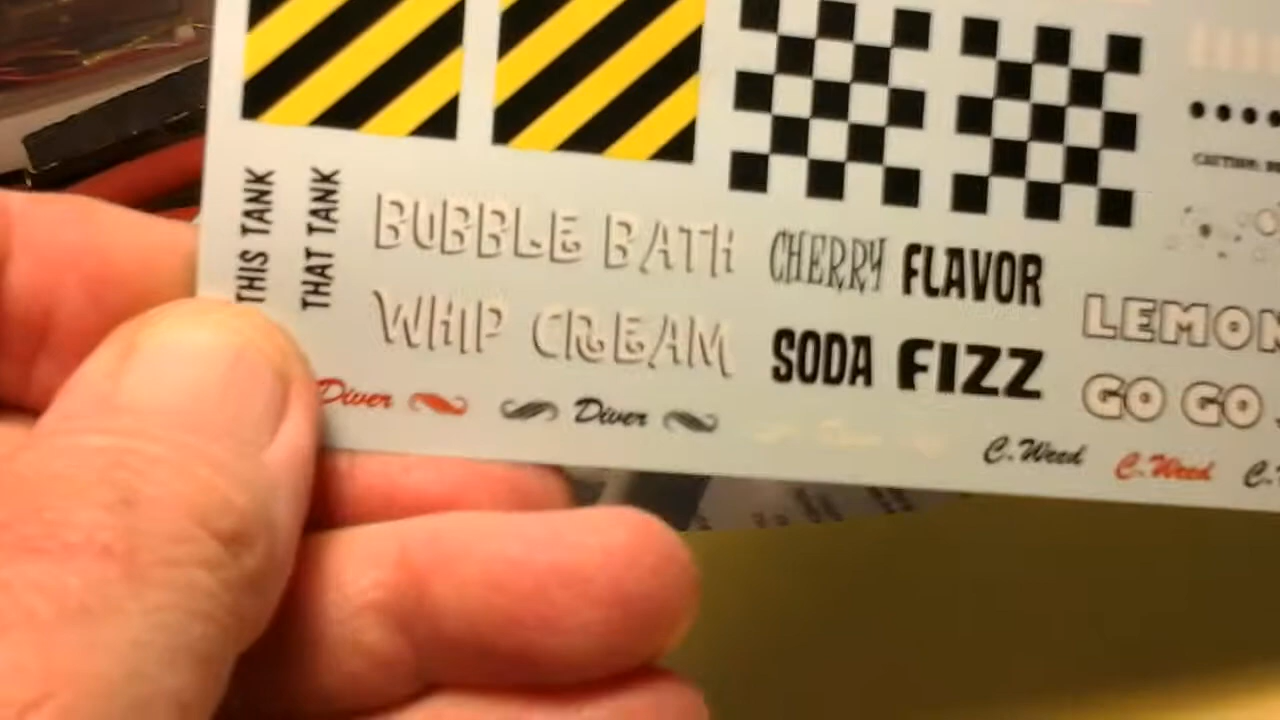 THIS TANK
THAT TANK
BUBBLE BATH
WHIP CREAM
CHERRY FLAVOR
SODA FIZZ
LEMON
GO GO
Diver
Diver
C. Weed
C. Weed